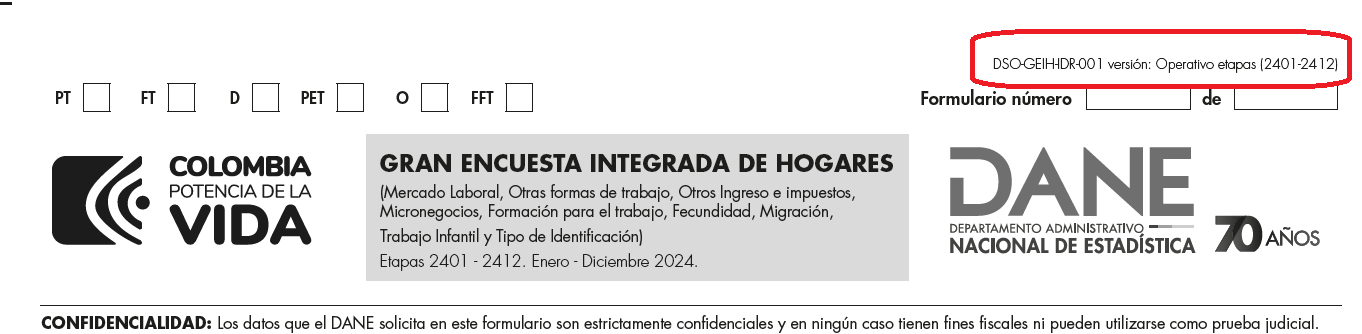 DSO-GEIH-IDR-001 versión: Operativo etapas (2401-2412)
PT FT D PET O FFT
Formulario número de
COLOMBIA
POTENCIA DE LA
VIDA
GRAN ENCUESTA INTEGRADA DE HOGARES
(Mercado Laboral, Otras formas de trabajo, Otros Ingreso e impuestos,
Micronegocios, Formación para el trabajo, Fecundidad, Migración,
Trabajo Infantil y Tipo de Identificación)
Etapas 2401 - 2412. Enero - Diciembre 2024.
DANE
DEPARTAMENTO ADMINISTRATIVO
NACIONAL DE ESTADÍSTICA
70 AÑOS
CONFIDENCIALIDAD: Los datos que el DANE solicita en este formulario son estrictamente confidenciales y en ningún caso tienen fines fiscales ni pueden utilizarse como prueba judicial.